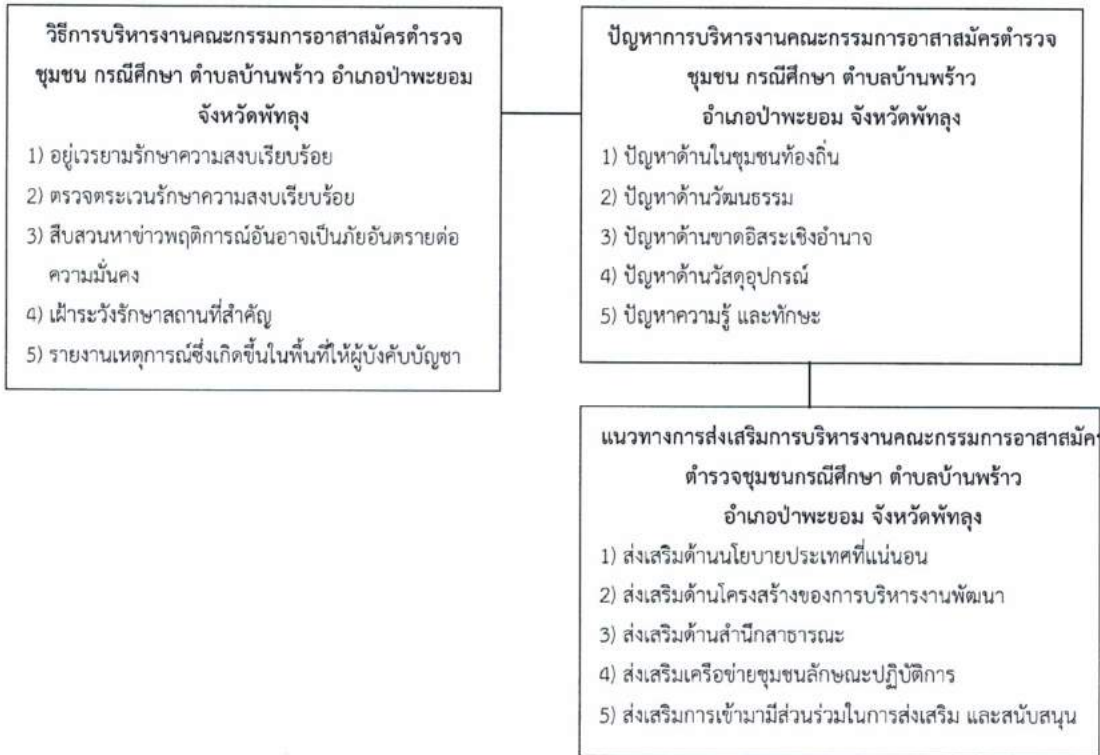 วิธีการบริหารงานคณะกรรมการอาสาสมัครตำรวจ
ชุมชน กรณีศึกษา ตำบลบ้านพร้าว อำเภอป่าพะยอม
จังหวัดพัทลุง
1) อยู่เวรยามรักษาความสงบเรียบร้อย
2) ตรวจตระเวนรักษาความสงบเรียบร้อย
3) สืบสวนหาข่าวพฤติการณ์อันอาจเป็นภัยอันตรายต่อ
ความมั่นคง
4) เฝ้าระวังรักษาสถานที่สำคัญ
5) รายงานเหตุการณ์ซึ่งเกิดขึ้นในพื้นที่ให้ผู้บังคับบัญชา
ปัญหาการบริหารงานคณะกรรมการอาสาสมัครตำรวจ
ชุมชน กรณีศึกษา ตำบลบ้านพร้าว
อำเภอป่าพะยอม จังหวัดพัทลุง
1) ปัญหาด้านในชุมชนท้องถิ่น
2) ปัญหาด้านวัฒนธรรม
3) ปัญหาด้านขาดอิสระเชิงอำนาจ
4) ปัญหาด้านวัสดุอุปกรณ์
5) ปัญหาความรู้ และทักษะ
แนวทางการส่งเสริมการบริหารงานคณะกรรมการอาสาสมัคร
ตำรวจชุมชนกรณีศึกษา ตำบลบ้านพร้าว
อำเภอป่าพะยอม จังหวัดพัทลุง
1) ส่งเสริมด้านนโยบายประเทศที่แน่นอน
2) ส่งเสริมด้านโครงสร้างของการบริหารงานพัฒนา
3) ส่งเสริมด้านสำนึกสาธารณะ
4) ส่งเสริมเครือข่ายชุมชนลักษณะปฏิบัติการ
5) ส่งเสริมการเข้ามามีส่วนร่วมในการส่งเสริม และสนับสนุน